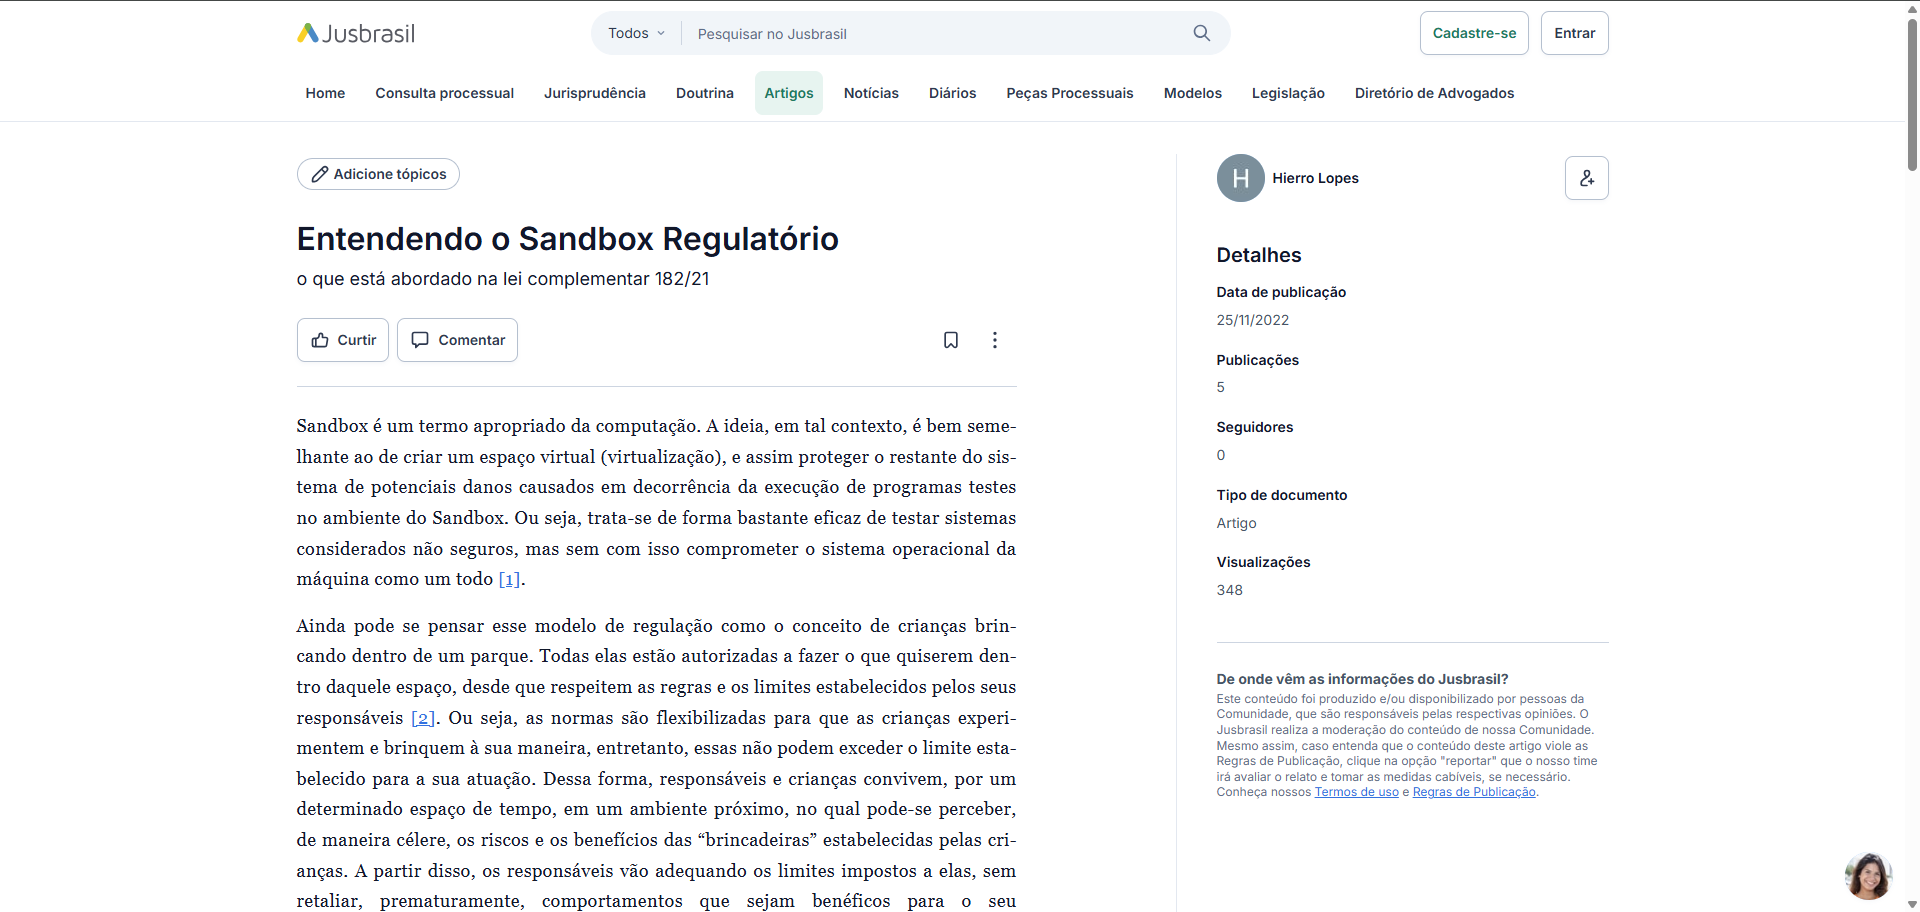 Jusbrasil
Todos
Pesquisar no Jusbrasil
Cadastre-se
Entrar
Home
Consulta processual
Jurisprudência
Doutrina
Artigos
Notícias
Diários
Peças Processuais
Modelos
Legislação
Diretório de Advogados
Adicione tópicos
Entendendo o Sandbox Regulatório
o que está abordado na lei complementar 182/21
Curtir
Comentar
Sandbox é um termo apropriado da computação. A ideia, em tal contexto, é bem seme-
lhante ao de criar um espaço virtual (virtualização), e assim proteger o restante do sis-
tema de potenciais danos causados em decorrência da execução de programas testes
no ambiente do Sandbox. Ou seja, trata-se de forma bastante eficaz de testar sistemas
considerados não seguros, mas sem com isso comprometer o sistema operacional da
máquina como um todo [1].
Ainda pode se pensar esse modelo de regulação como o conceito de crianças brin-
cando dentro de um parque. Todas elas estão autorizadas a fazer o que quiserem den-
tro daquele espaço, desde que respeitem as regras e os limites estabelecidos pelos seus
responsáveis [2]. Ou seja, as normas são flexibilizadas para que as crianças experi-
mentem e brinquem à sua maneira, entretanto, essas não podem exceder o limite esta-
belecido para a sua atuação. Dessa forma, responsáveis e crianças convivem, por um
determinado espaço de tempo, em um ambiente próximo, no qual pode-se perceber,
de maneira célere, os riscos e os benefícios das “brincadeiras” estabelecidas pelas cri-
anças. A partir disso, os responsáveis vão adequando os limites impostos a elas, sem
retaliar, prematuramente, comportamentos que sejam benéficos para o seu
H
Hierro Lopes
Detalhes
Data de publicação
25/11/2022
Publicações
5
Seguidores
0
Tipo de documento
Artigo
Visualizações
348
De onde vêm as informações do Jusbrasil?
Este conteúdo foi produzido e/ou disponibilizado por pessoas da
Comunidade, que são responsáveis pelas respectivas opiniões. O
Jusbrasil realiza a moderação do conteúdo de nossa Comunidade.
Mesmo assim, caso entenda que o conteúdo deste artigo viole as
Regras de Publicação, clique na opção "reportar" que o nosso time
irá avaliar o relato e tomar as medidas cabíveis, se necessário.
Conheça nossos Termos de uso e Regras de Publicação.